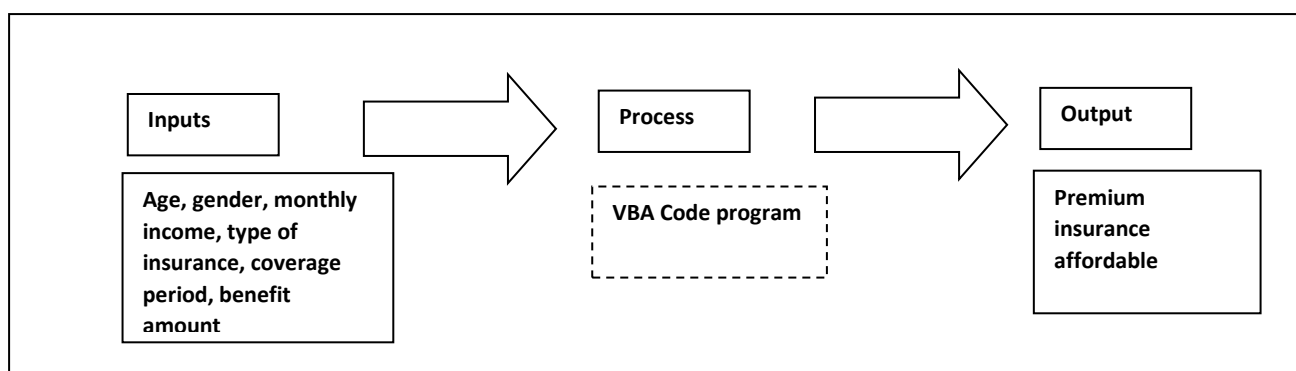 Inputs
Process
Output
Age, gender, monthly
income, type of
insurance, coverage
period, benefit
amount
VBA Code program
Premium
insurance
affordable